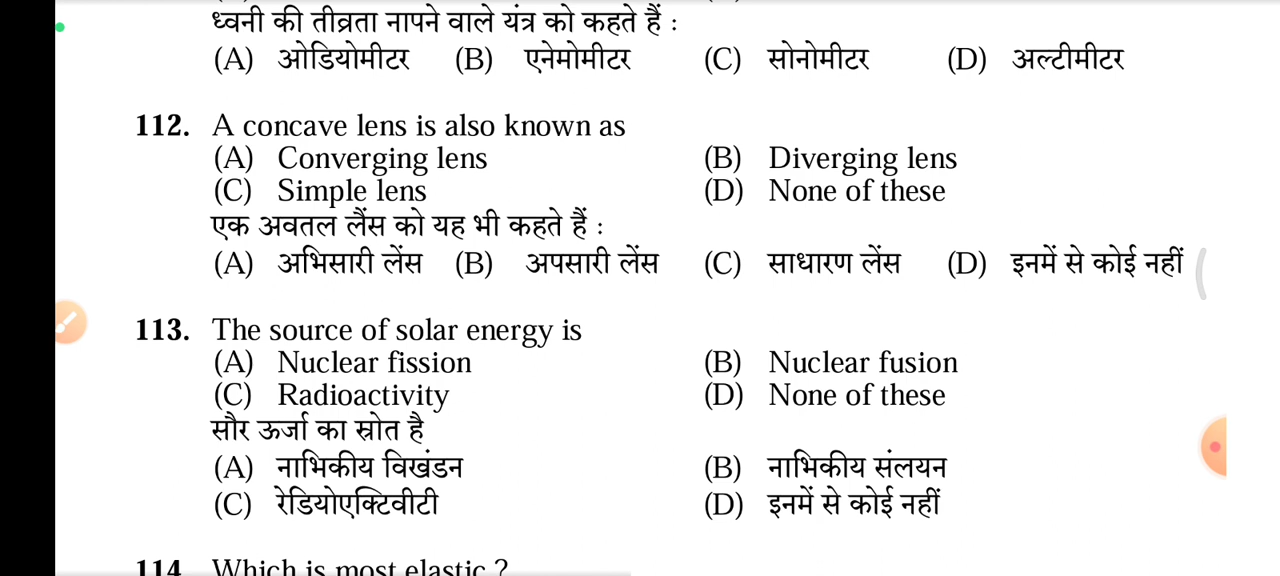 ध्वनी की तीव्रता नापने वाले यंत्र को कहते हैं :
(A) ओडियोमीटर (B) एनेमोमीटर (C) सोनोमीटर (D) अल्टीमीटर
112. A concave lens is also known as
(A) Converging lens (B) Diverging lens
(C) Simple lens (D) None of these
एक अवतल लैंस को यह भी कहते हैं :
(A) अभिसारी लेंस (B) अपसारी लेंस (C) साधारण लेंस (D) इनमें से कोई नहीं
113. The source of solar energy is
(A) Nuclear fission (B) Nuclear fusion
(C) Radioactivity (D) None of these
सौर ऊर्जा का स्रोत है
(A) नाभिकीय विखंडन (B) नाभिकीय संलयन
(C) रेडियोएक्टिवीटी (D) इनमें से कोई नहीं
114 Which is most elastic ?